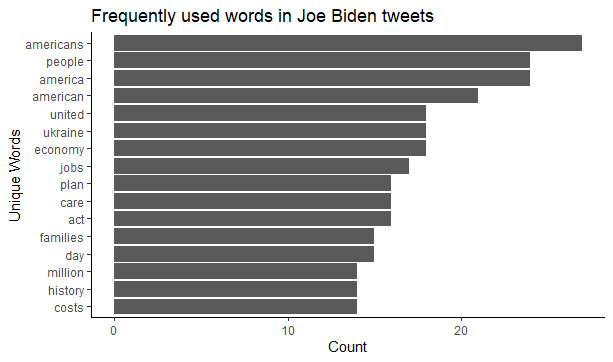 Frequently used words in Joe Biden tweets
americans
people
america
american
united
ukraine
economy
jobs
plan
care
act
families
day
million
history
costs
Unique Words
0 10 20
Count